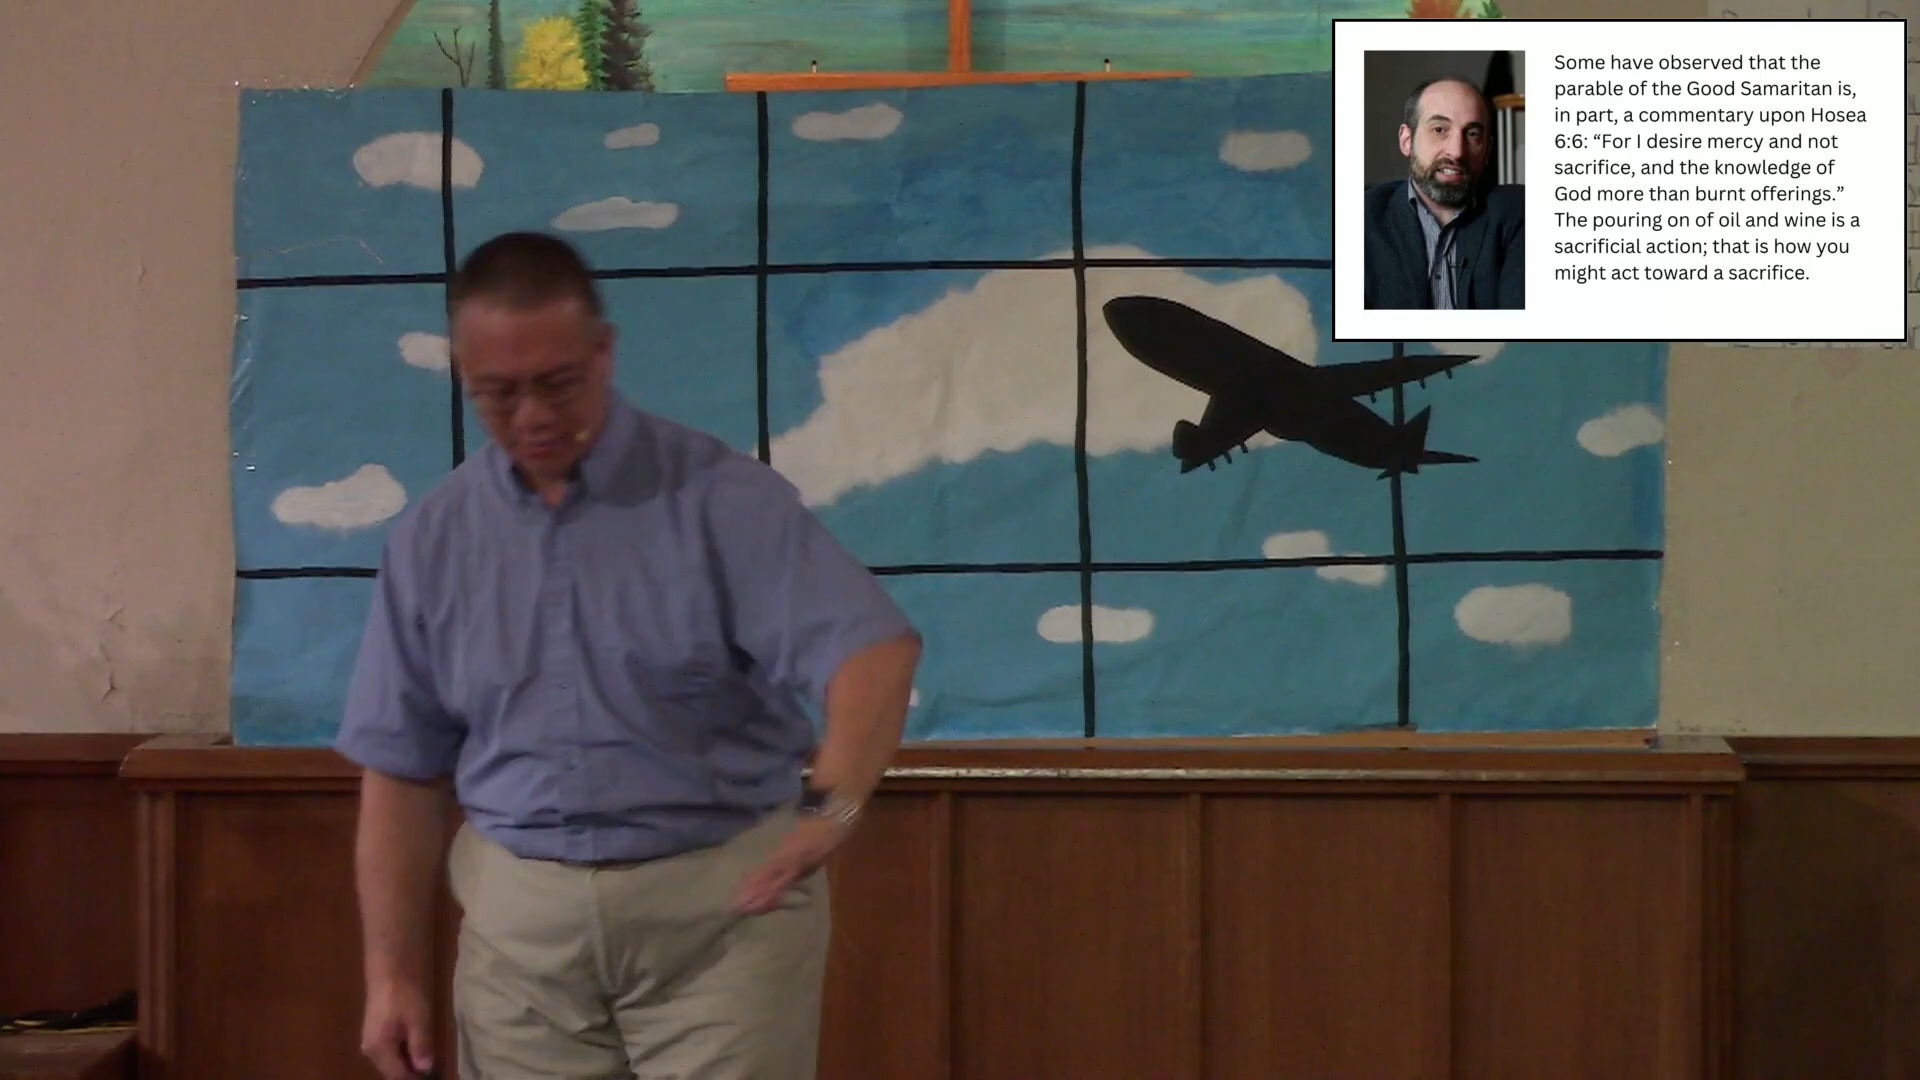 Some have observed that the
parable of the Good Samaritan is,
in part, a commentary upon Hosea
6:6: “For I desire mercy and not
sacrifice, and the knowledge of
God more than burnt offerings.”
The pouring on of oil and wine is a
sacrificial action; that is how you
might act toward a sacrifice.